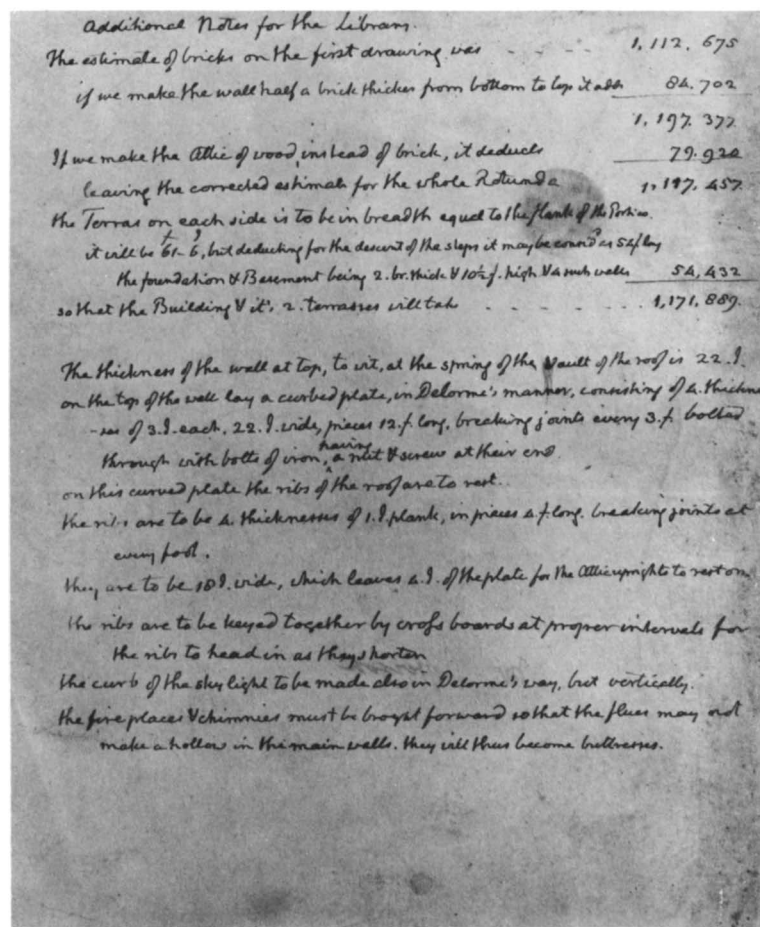 Additional Notes for the Library.
the estimate of bricks on the first drawing was - - - - 1,112,675
if we make the wall half a brick thicker from bottom to top it adds 84,702
1,197.377
If we make the Attic of wood, instead of brick, it deducts 79.920
leaving the corrected estimate for the whole Rotunda 1,117.457
the Terras on each side is to be in breadth equal to the flank of the Portico.
it will be 61f - 6I, but deducting for the descent of the steps it may be considd as 54f long
the foundation & Basement being 2. br. thick & 10½ f. high & 4 such walls 54,432
so that the Building & it's 2. terrasses will take - - - - 1,171,889.
The thickness of the wall at top, to wit, at the spring of the Vault of the roof is 22.I.
on the top of the wall lay a curbed plate, in Delorme's manner, consisting of 4. thickne
-ses of 3.I. each. 22.I. wide, pieces 12.f. long. breaking joints every 3.f. bolted
through with bolts of iron, having a nut & screw at their end.
on this curved plate the ribs of the roof are to rest.
the ribs are to be 4. thicknesses of 1.I. plank, in pieces 4.f. long. breaking joints at
every foot.
they are to be 18 I. wide, which leaves 4.I. of the plate for the Attic uprights to rest on.
the ribs are to be keyed together by cross boards at proper intervals for
the ribs to head in as they shorten
the curb of the sky light to be made also in Delorme's way, but vertically.
the fire places & chimnies must be brought forward so that the flues may not
make a hollow in the main walls. they will thus become buttresses.